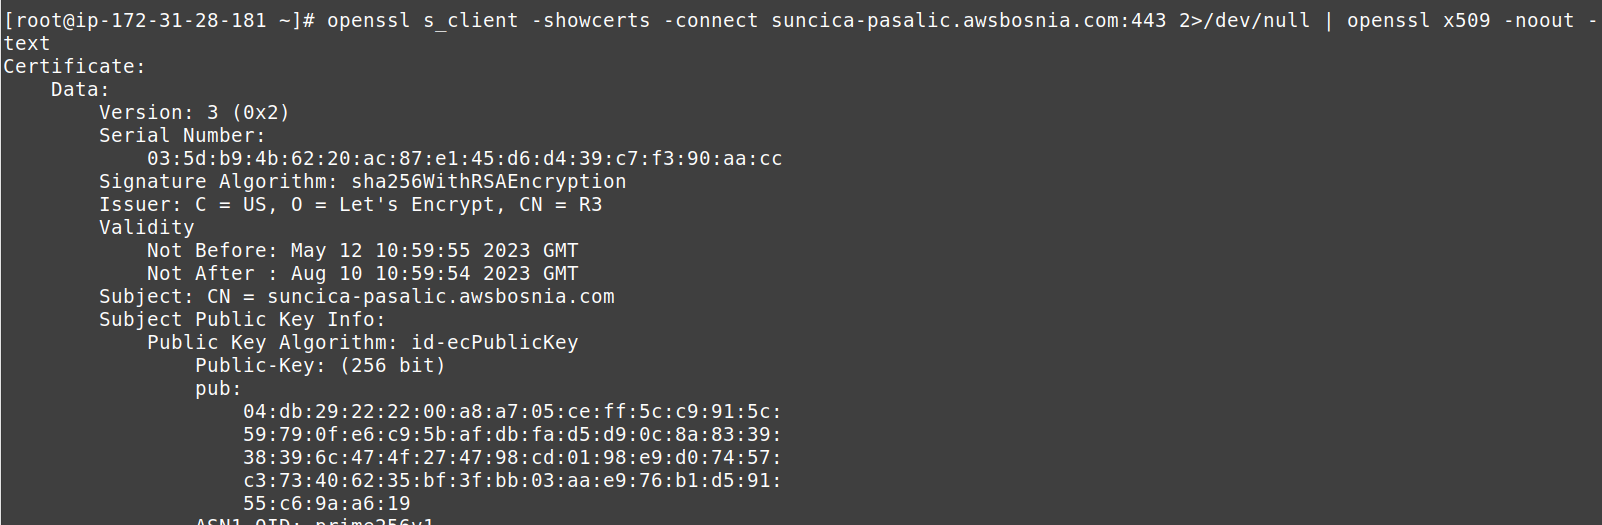 [root@ip-172-31-28-181 ~]# openssl s_client -showcerts -connect suncica-pasalic.awsbosnia.com:443 2>/dev/null | openssl x509 -noout -
text
Certificate:
    Data:
        Version: 3 (0x2)
        Serial Number:
            03:5d:b9:4b:62:20:ac:87:e1:45:d6:d4:39:c7:f3:90:aa:cc
        Signature Algorithm: sha256WithRSAEncryption
        Issuer: C = US, O = Let's Encrypt, CN = R3
        Validity
            Not Before: May 12 10:59:55 2023 GMT
            Not After : Aug 10 10:59:54 2023 GMT
        Subject: CN = suncica-pasalic.awsbosnia.com
        Subject Public Key Info:
            Public Key Algorithm: id-ecPublicKey
                Public-Key: (256 bit)
                pub:
                    04:db:29:22:22:00:a8:a7:05:ce:ff:5c:c9:91:5c:
                    59:79:0f:e6:c9:5b:af:db:fa:d5:d9:0c:8a:83:39:
                    38:39:6c:47:4f:27:47:98:cd:01:98:e9:d0:74:57:
                    c3:73:40:62:35:bf:3f:bb:03:aa:e9:76:b1:d5:91:
                    55:c6:9a:a6:19
                ASN1 OID: prime256v1